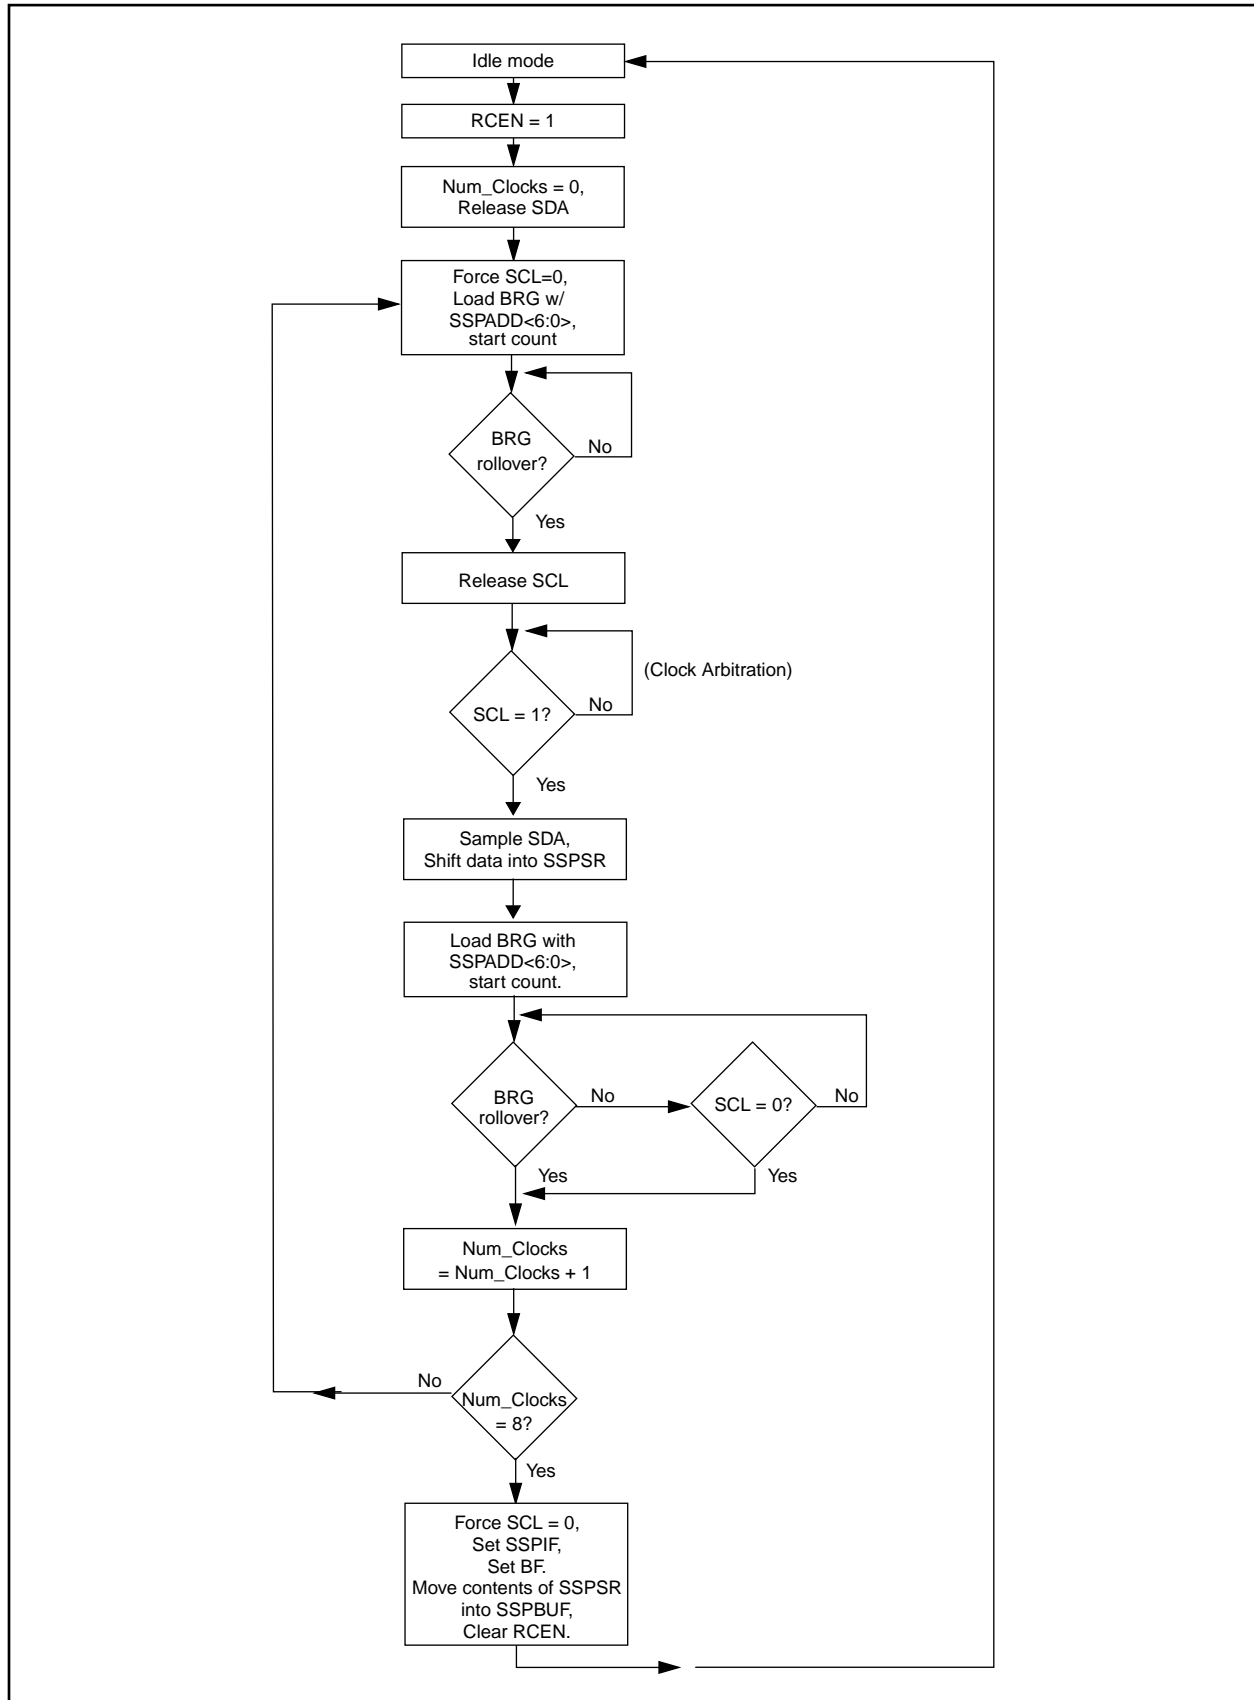 Idle mode
RCEN = 1
Num_Clocks = 0,
Release SDA
Force SCL=0,
Load BRG w/
SSPADD<6:0>,
start count
BRG
rollover?
No
Yes
Release SCL
(Clock Arbitration)
SCL = 1?
No
Yes
Sample SDA,
Shift data into SSPSR
Load BRG with
SSPADD<6:0>,
start count.
BRG
rollover?
No
SCL = 0?
No
Yes
Yes
Num_Clocks
= Num_Clocks + 1
No
Num_Clocks
= 8?
Yes
Force SCL = 0,
Set SSPIF,
Set BF.
Move contents of SSPSR
into SSPBUF,
Clear RCEN.